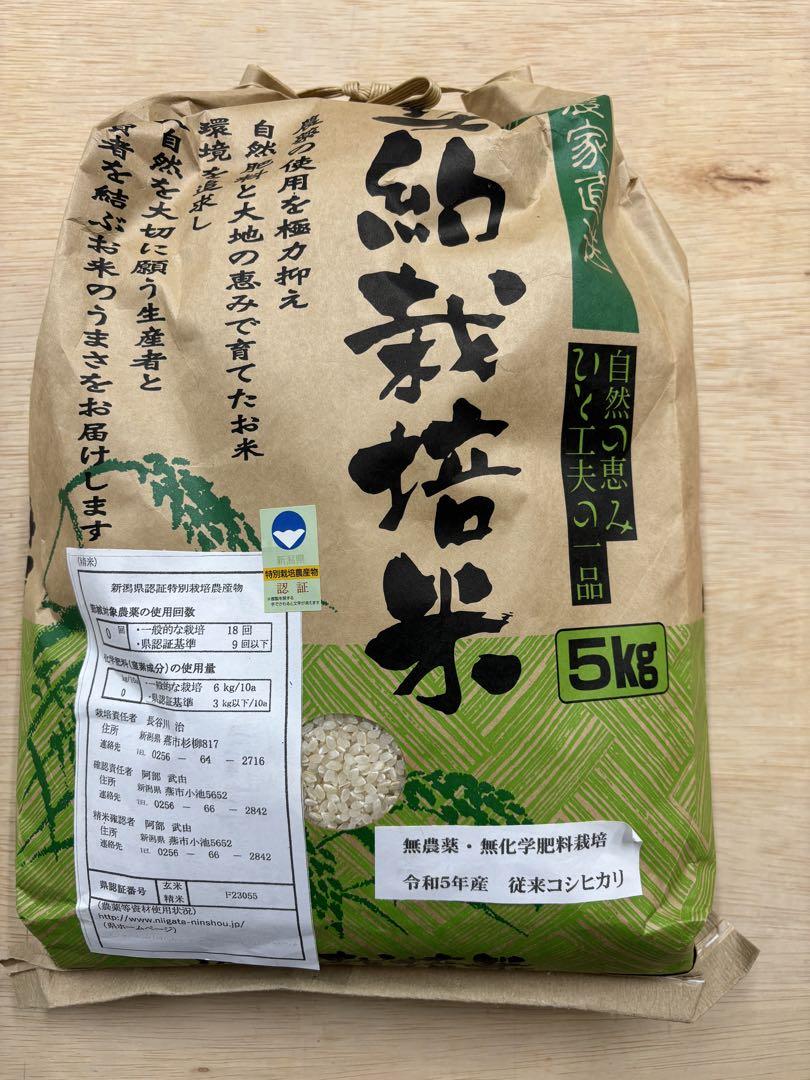 農家直送
自然の恵み
ひと工夫の一品
納栽培米
農薬の使用を極力抑え
自然肥料と大地の恵みで育てたお米
環境を追求し
自然を大切に願う生産者と
者を結ぶお米のうまさをお届けします
5kg
新潟県
特別栽培農産物
認証
(精米)
新潟県認証特別栽培農産物
節減対象農薬の使用回数
0 回 ・一般的な栽培 18 回
・県認証基準 9 回以下
化学肥料(窒素成分)の使用量
kg/10a ・一般的な栽培 6 kg/10a
0 ・県認証基準 3 kg以下/10a
栽培責任者 長谷川 治
住所 新潟県 燕市杉柳817
連絡先 TEL 0256 ― 64 ― 2716
確認責任者 阿部 武由
住所 新潟県 燕市小池5652
連絡先 TEL 0256 ― 66 ― 2842
精米確認者 阿部 武由
住所 新潟県 燕市小池5652
連絡先 TEL 0256 ― 66 ― 2842
県認証番号 玄米 精米 F23055
(農薬等資材使用状況)
http://www.niigata-ninshou.jp/
(県ホームページ)
無農薬・無化学肥料栽培
令和5年産 従来コシヒカリ